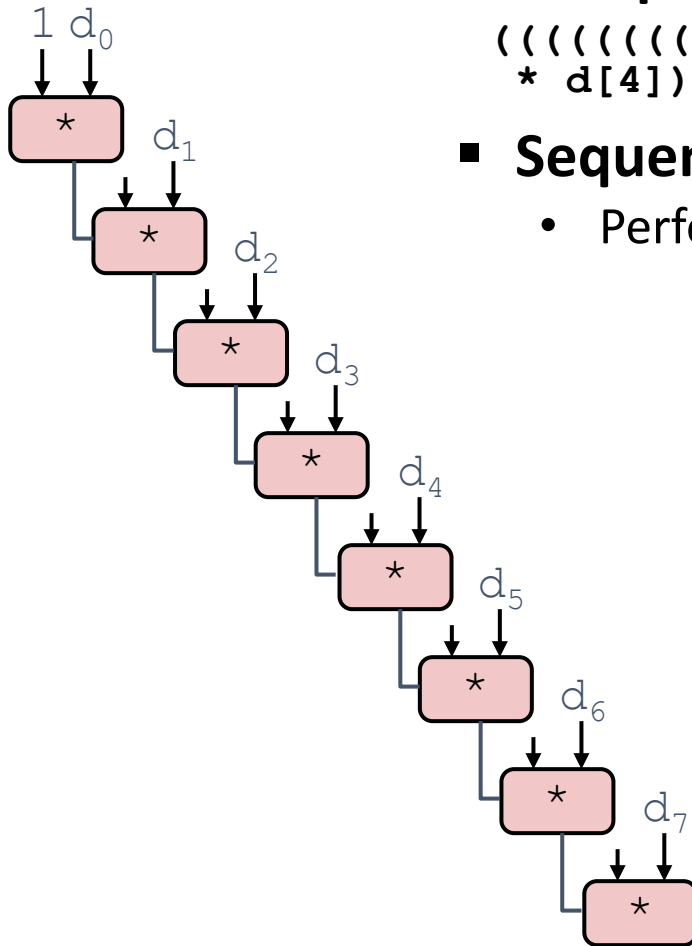 1 d0
( ( ( ( ( ( ( (
* d[4])
■ Sequen
• Perfo
*
d1
*
d2
*
d3
*
d4
*
d5
*
d6
*
d7
*